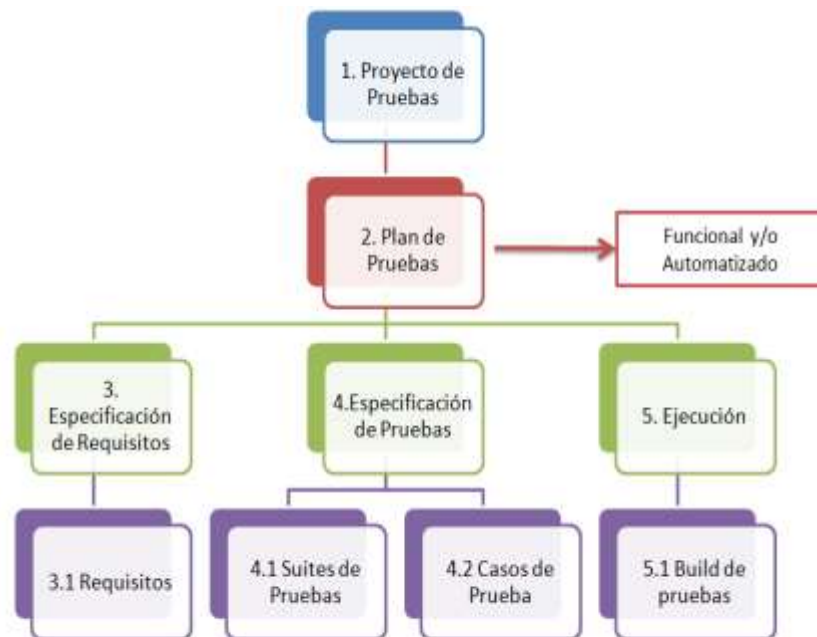 1. Proyecto de
Pruebas
2. Plan de
Pruebas
Funcional y/o
Automatizado
3.
Especificación
de Requisitos
4.Especificación
de Pruebas
5. Ejecución
3.1 Requisitos
4.1 Suites de
Pruebas
4.2 Casos de
Prueba
5.1 Build de
pruebas